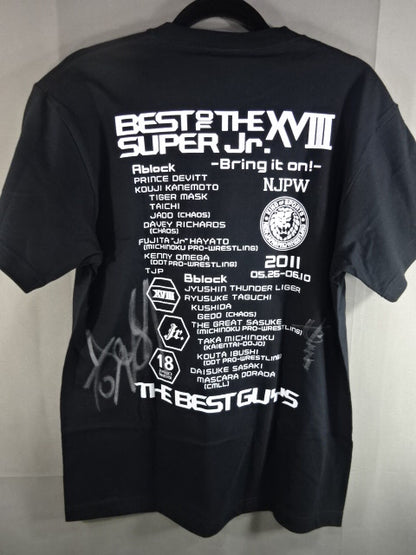 BEST OF THE
SUPER Jr. XVIII
-Bring it on!-
Ablock
PRINCE DEVITT
KOUJI KANEMOTO
TIGER MASK
TAICHI
JADO (CHAOS)
DAVEY RICHARDS
(CHAOS)
FUJITA "Jr" HAYATO
(MICHINOKU PRO-WRESTLING)
KENNY OMEGA
(DDT PRO-WRESTLING)
TJP
NJPW
2011
05.26-06.10
Bblock
JYUSHIN THUNDER LIGER
RYUSUKE TAGUCHI
KUSHIDA
GEDO (CHAOS)
THE GREAT SASUKE
(MICHINOKU PRO-WRESTLING)
TAKA MICHINOKU
(KAIENTAI-DOJO)
KOUTA IBUSHI
(DDT PRO-WRESTLING)
DAISUKE SASAKI
MASCARA DORADA
(CMLL)
XVIII
Jr.
18
THE BEST GUYS